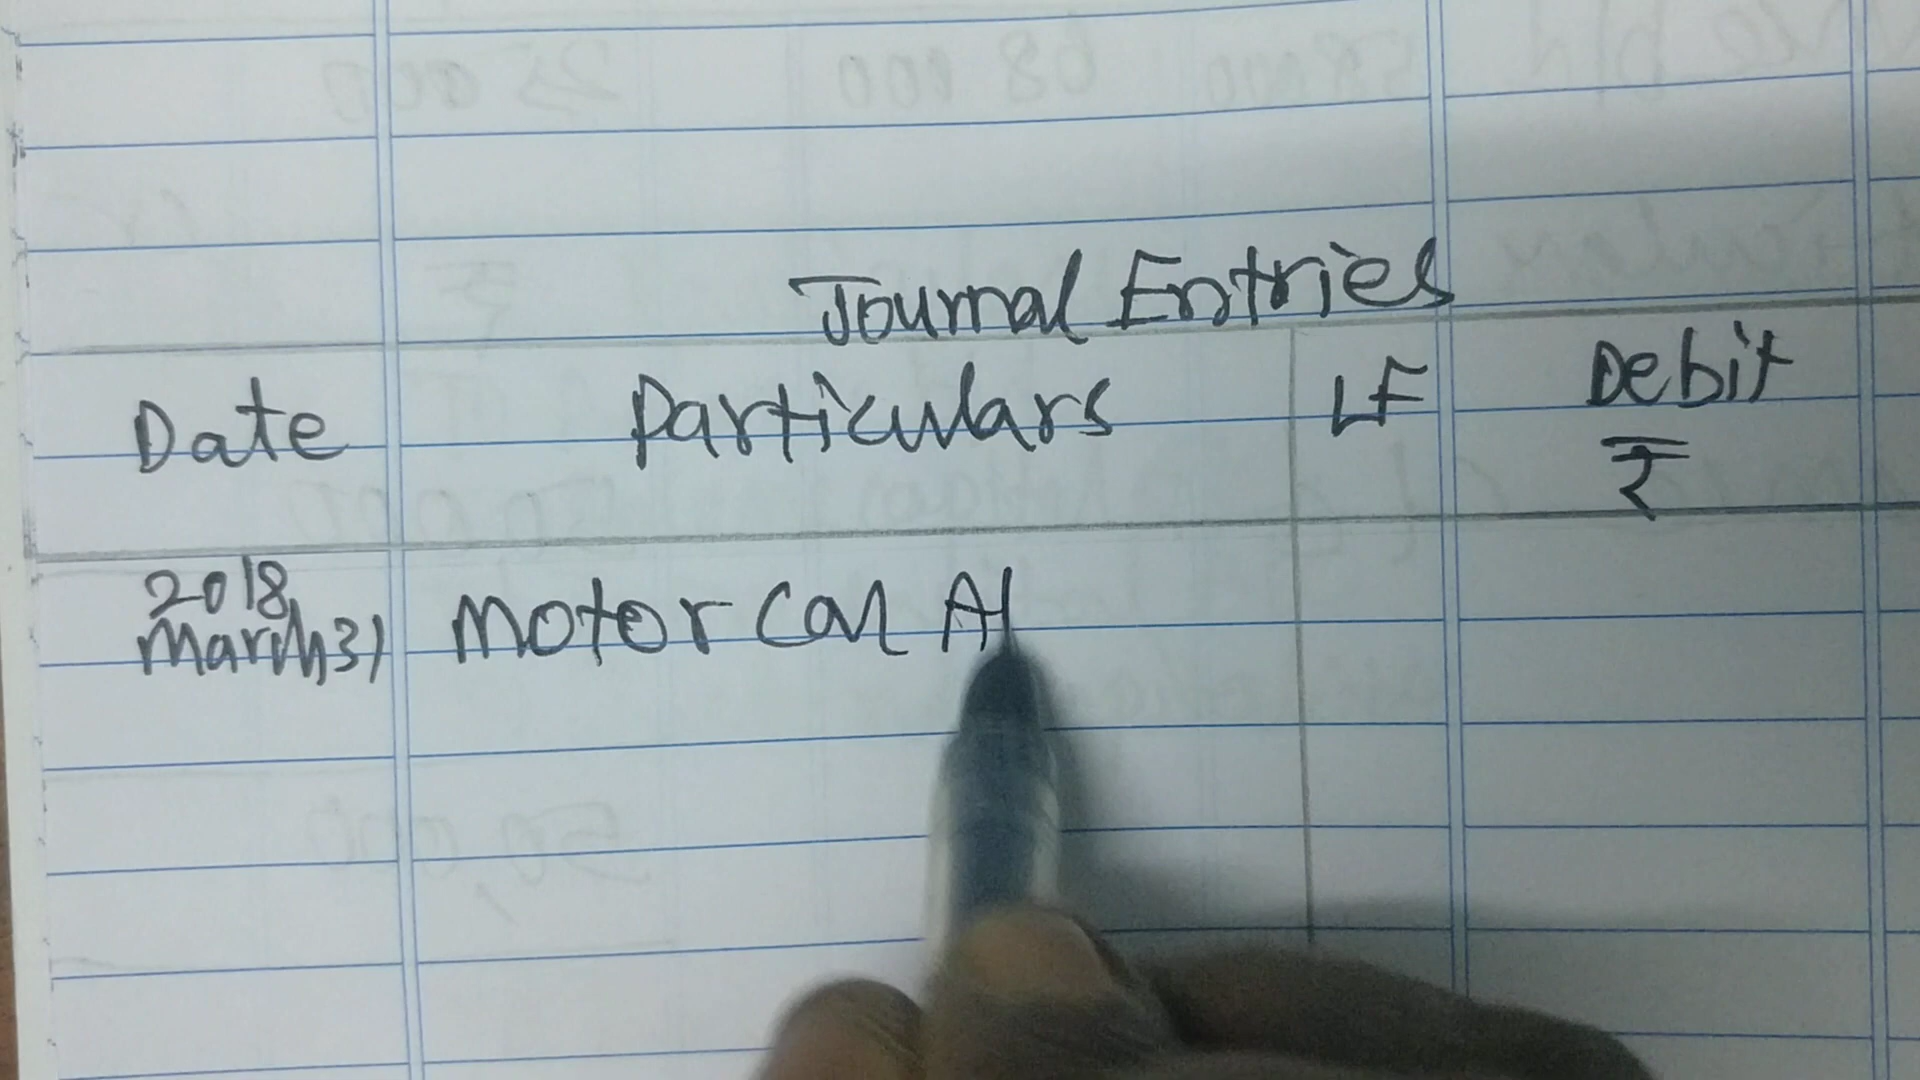 Journal Entries
Date Particulars LF Debit
₹
2018
March,31 Motor Car A/